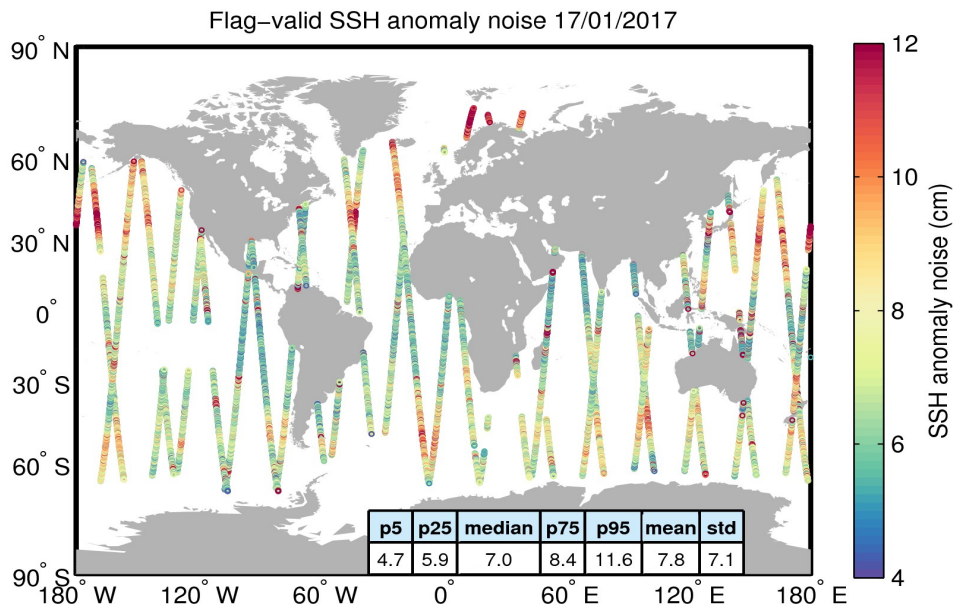 Flag−valid SSH anomaly noise 17/01/2017
90° N
60° N
30° N
0°
30° S
60° S
90° S
180° W 120° W 60° W 0° 60° E 120° E 180° E
p5 p25 median p75 p95 mean std
4.7 5.9 7.0 8.4 11.6 7.8 7.1
12
10
8
6
4
SSH anomaly noise (cm)